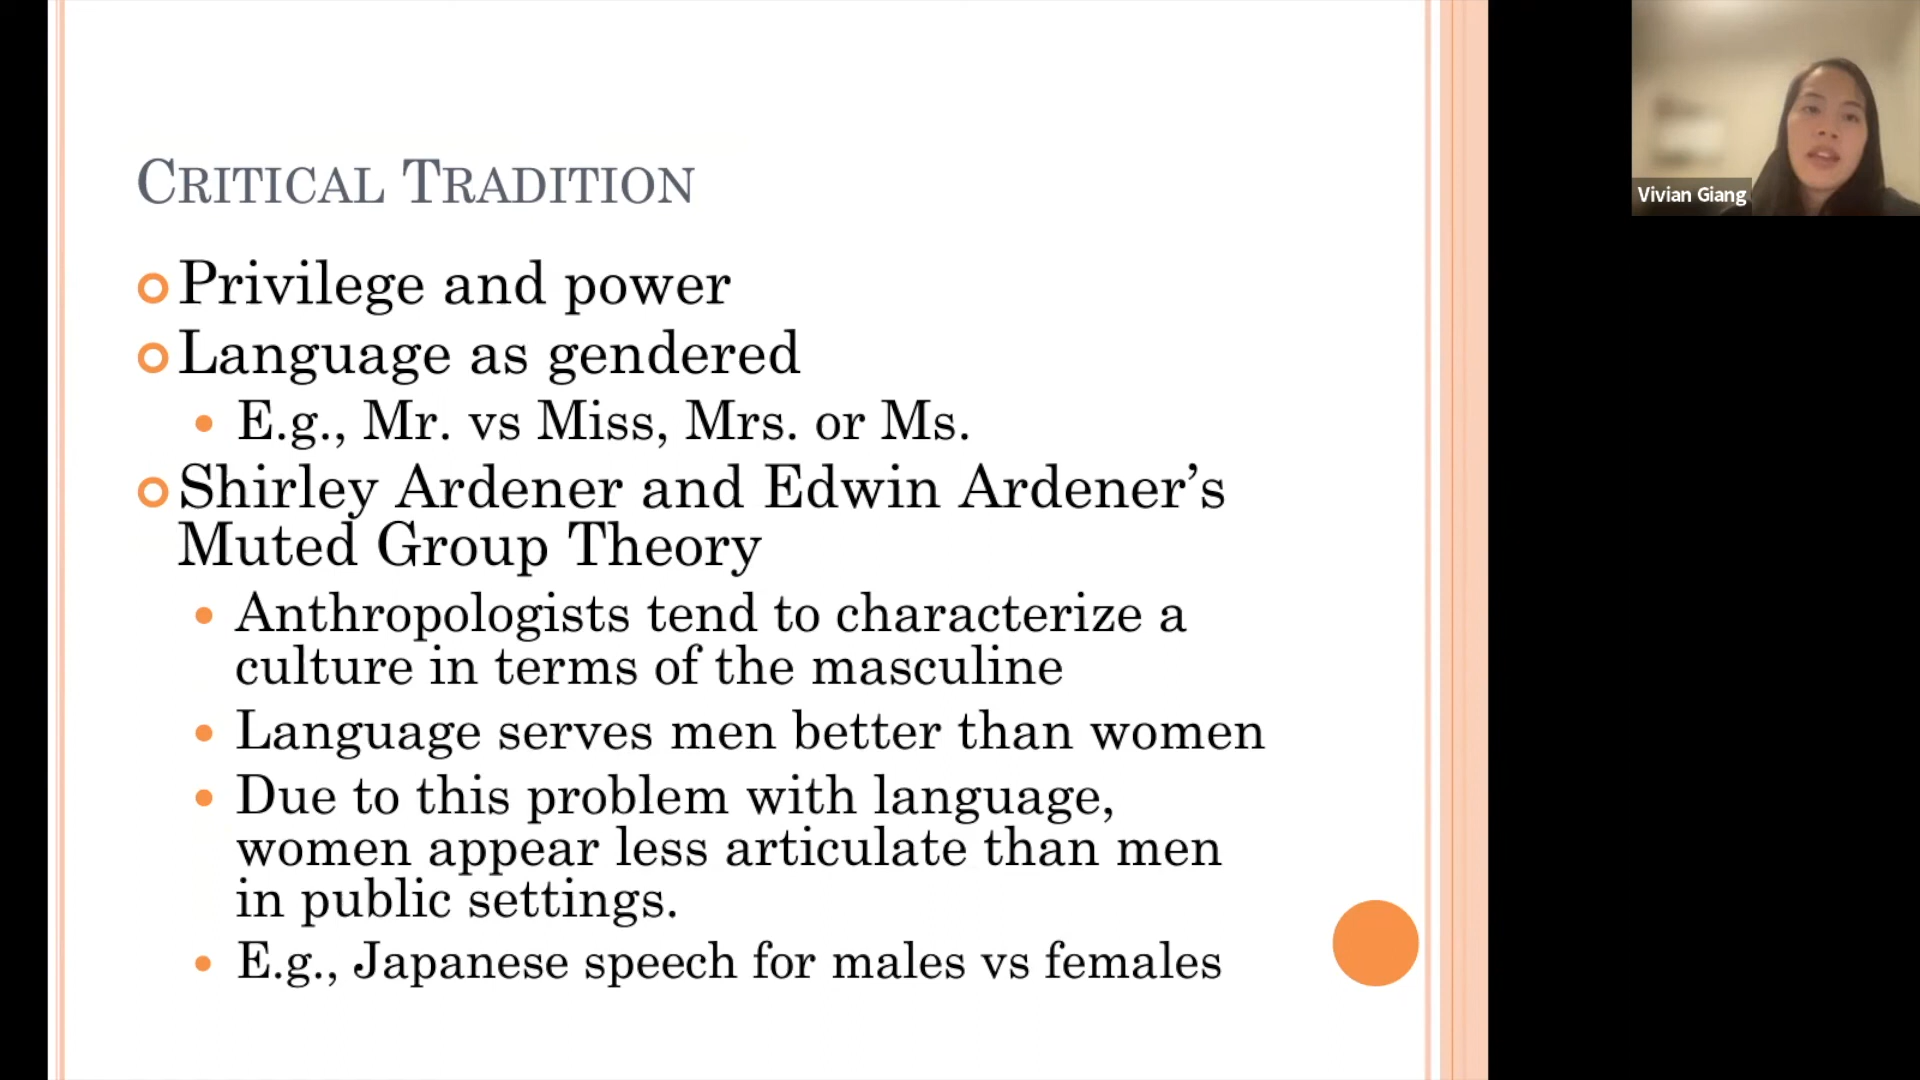 CRITICAL TRADITION
Privilege and power
Language as gendered
E.g., Mr. vs Miss, Mrs. or Ms.
Shirley Ardener and Edwin Ardener’s
Muted Group Theory
Anthropologists tend to characterize a
culture in terms of the masculine
Language serves men better than women
Due to this problem with language,
women appear less articulate than men
in public settings.
E.g., Japanese speech for males vs females
Vivian Giang